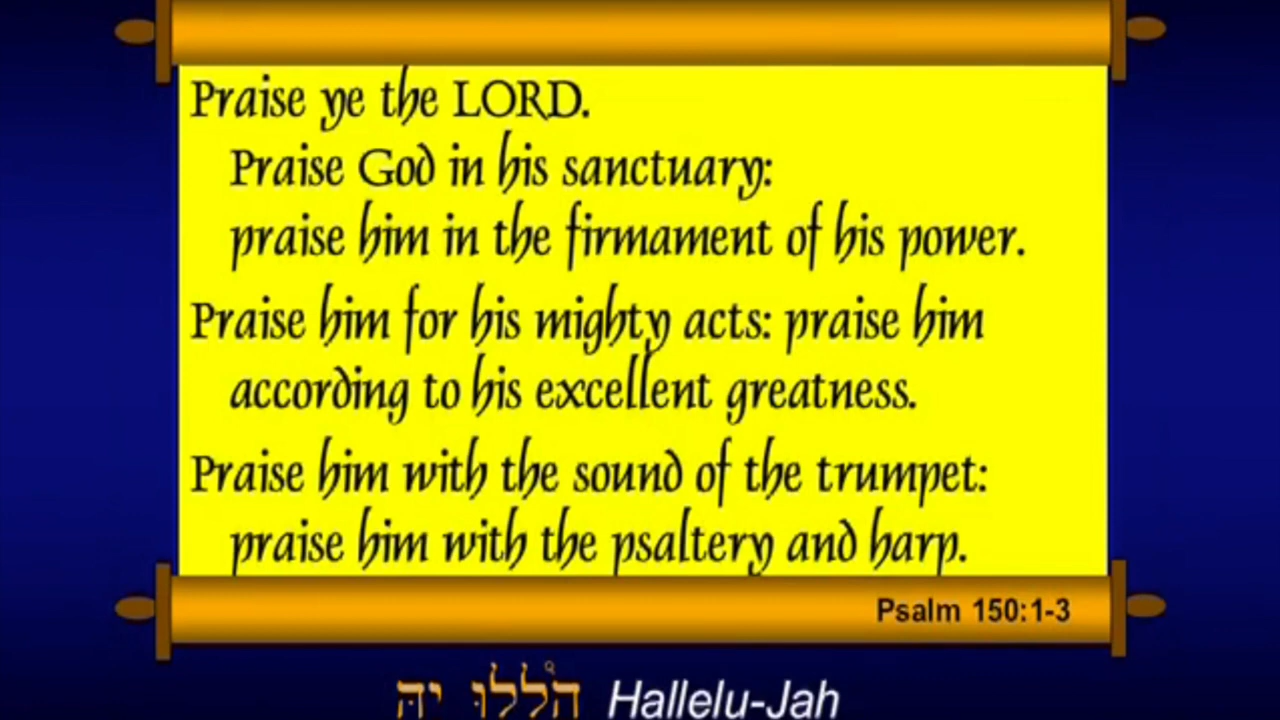 Praise ye the LORD.
Praise God in his sanctuary:
praise him in the firmament of his power.
Praise him for his mighty acts: praise him
according to his excellent greatness.
Praise him with the sound of the trumpet:
praise him with the psaltery and harp.
Psalm 150:1-3
הללוּ יהּ Hallelu-Jah